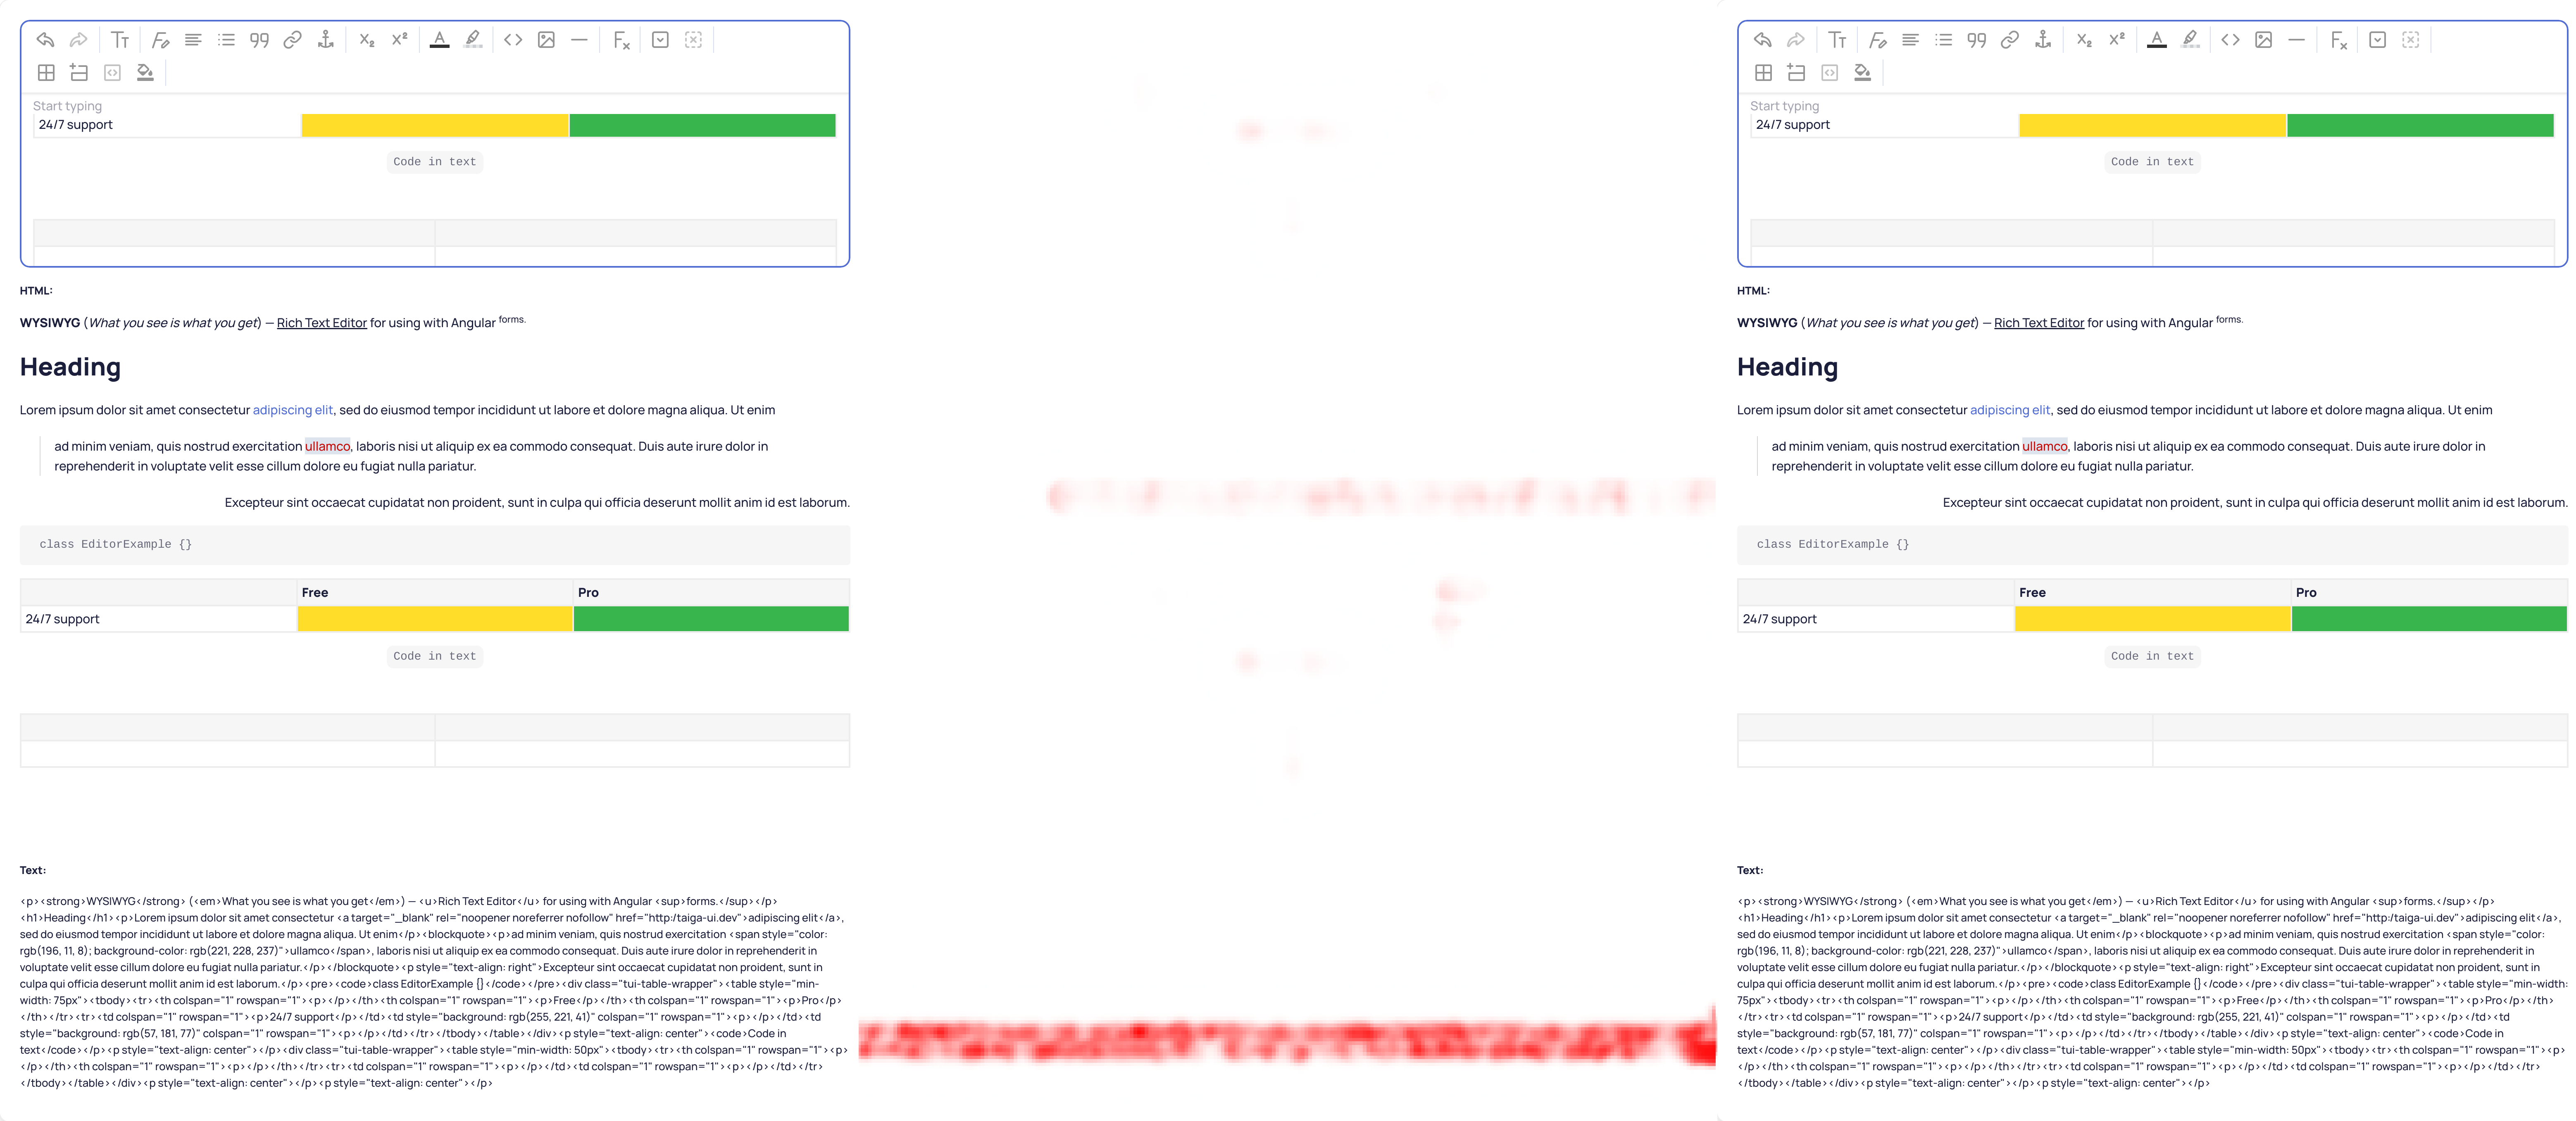 Start typing
24/7 support
Code in text
HTML:
WYSIWYG (What you see is what you get) — Rich Text Editor for using with Angular forms.
Heading
Lorem ipsum dolor sit amet consectetur adipiscing elit, sed do eiusmod tempor incididunt ut labore et dolore magna aliqua. Ut enim
ad minim veniam, quis nostrud exercitation ullamco, laboris nisi ut aliquip ex ea commodo consequat. Duis aute irure dolor in
reprehenderit in voluptate velit esse cillum dolore eu fugiat nulla pariatur.
Excepteur sint occaecat cupidatat non proident, sunt in culpa qui officia deserunt mollit anim id est laborum.
class EditorExample {}
Free Pro
24/7 support
Code in text
Text:
<p><strong>WYSIWYG</strong> (<em>What you see is what you get</em>) — <u>Rich Text Editor</u> for using with Angular <sup>forms.</sup></p>
<h1>Heading</h1><p>Lorem ipsum dolor sit amet consectetur <a target="_blank" rel="noopener noreferrer nofollow" href="http:/taiga-ui.dev">adipiscing elit</a>,
sed do eiusmod tempor incididunt ut labore et dolore magna aliqua. Ut enim</p><blockquote><p>ad minim veniam, quis nostrud exercitation <span style="color:
rgb(196, 11, 8); background-color: rgb(221, 228, 237)">ullamco</span>, laboris nisi ut aliquip ex ea commodo consequat. Duis aute irure dolor in reprehenderit in
voluptate velit esse cillum dolore eu fugiat nulla pariatur.</p></blockquote><p style="text-align: right">Excepteur sint occaecat cupidatat non proident, sunt in
culpa qui officia deserunt mollit anim id est laborum.</p><pre><code>class EditorExample {}</code></pre><div class="tui-table-wrapper"><table style="min-
width: 75px"><tbody><tr><th colspan="1" rowspan="1"><p></p></th><th colspan="1" rowspan="1"><p>Free</p></th><th colspan="1" rowspan="1"><p>Pro</p>
</th></tr><tr><td colspan="1" rowspan="1"><p>24/7 support</p></td><td style="background: rgb(255, 221, 41)" colspan="1" rowspan="1"><p></p></td><td
style="background: rgb(57, 181, 77)" colspan="1" rowspan="1"><p></p></td></tr></tbody></table></div><p style="text-align: center"><code>Code in
text</code></p><p style="text-align: center"></p><div class="tui-table-wrapper"><table style="min-width: 50px"><tbody><tr><th colspan="1" rowspan="1"><p>
</p></th><th colspan="1" rowspan="1"><p></p></th></tr><tr><td colspan="1" rowspan="1"><p></p></td><td colspan="1" rowspan="1"><p></p></td></tr>
</tbody></table></div><p style="text-align: center"></p><p style="text-align: center"></p>
Start typing
24/7 support
Code in text
HTML:
WYSIWYG (What you see is what you get) — Rich Text Editor for using with Angular forms.
Heading
Lorem ipsum dolor sit amet consectetur adipiscing elit, sed do eiusmod tempor incididunt ut labore et dolore magna aliqua. Ut enim
ad minim veniam, quis nostrud exercitation ullamco, laboris nisi ut aliquip ex ea commodo consequat. Duis aute irure dolor in
reprehenderit in voluptate velit esse cillum dolore eu fugiat nulla pariatur.
Excepteur sint occaecat cupidatat non proident, sunt in culpa qui officia deserunt mollit anim id est laborum.
class EditorExample {}
Free Pro
24/7 support
Code in text
Text:
<p><strong>WYSIWYG</strong> (<em>What you see is what you get</em>) — <u>Rich Text Editor</u> for using with Angular <sup>forms.</sup></p>
<h1>Heading</h1><p>Lorem ipsum dolor sit amet consectetur <a target="_blank" rel="noopener noreferrer nofollow" href="http:/taiga-ui.dev">adipiscing elit</a>,
sed do eiusmod tempor incididunt ut labore et dolore magna aliqua. Ut enim</p><blockquote><p>ad minim veniam, quis nostrud exercitation <span style="color:
rgb(196, 11, 8); background-color: rgb(221, 228, 237)">ullamco</span>, laboris nisi ut aliquip ex ea commodo consequat. Duis aute irure dolor in reprehenderit in
voluptate velit esse cillum dolore eu fugiat nulla pariatur.</p></blockquote><p style="text-align: right">Excepteur sint occaecat cupidatat non proident, sunt in
culpa qui officia deserunt mollit anim id est laborum.</p><pre><code>class EditorExample {}</code></pre><div class="tui-table-wrapper"><table style="min-width:
75px"><tbody><tr><th colspan="1" rowspan="1"><p></p></th><th colspan="1" rowspan="1"><p>Free</p></th><th colspan="1" rowspan="1"><p>Pro</p></th>
</tr><tr><td colspan="1" rowspan="1"><p>24/7 support</p></td><td style="background: rgb(255, 221, 41)" colspan="1" rowspan="1"><p></p></td><td
style="background: rgb(57, 181, 77)" colspan="1" rowspan="1"><p></p></td></tr></tbody></table></div><p style="text-align: center"><code>Code in
text</code></p><p style="text-align: center"></p><div class="tui-table-wrapper"><table style="min-width: 50px"><tbody><tr><th colspan="1" rowspan="1"><p>
</p></th><th colspan="1" rowspan="1"><p></p></th></tr><tr><td colspan="1" rowspan="1"><p></p></td><td colspan="1" rowspan="1"><p></p></td></tr>
</tbody></table></div><p style="text-align: center"></p><p style="text-align: center"></p>